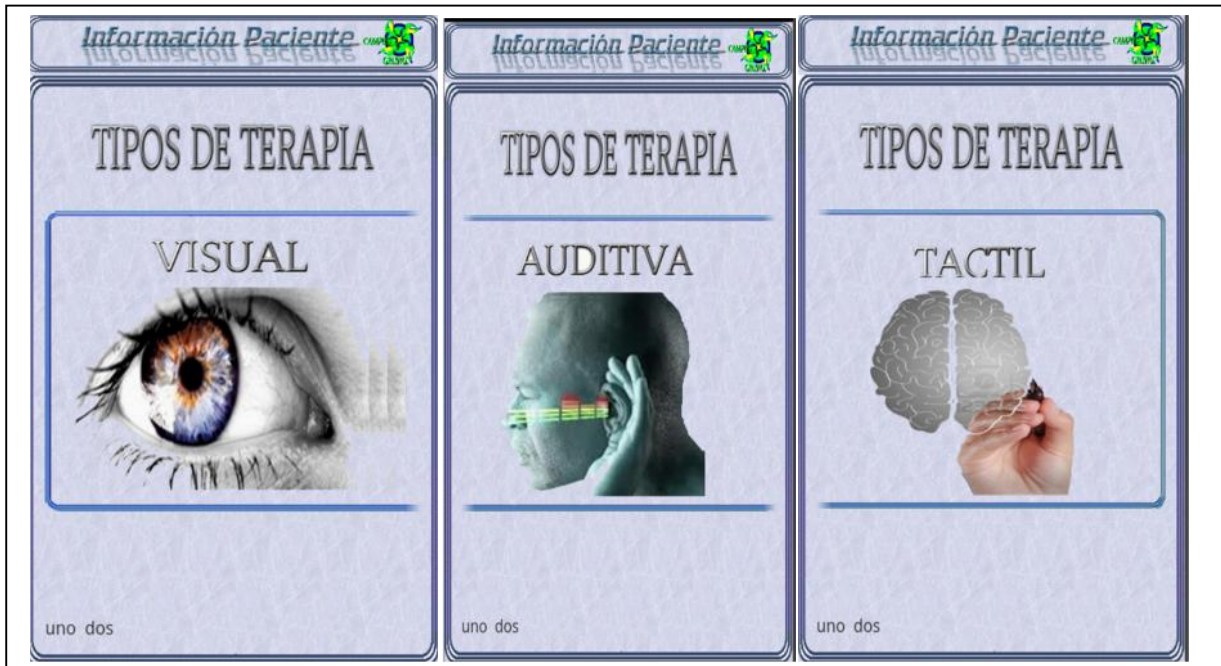 Información Paciente
TIPOS DE TERAPIA
VISUAL
uno dos
Información Paciente
TIPOS DE TERAPIA
AUDITIVA
uno dos
Información Paciente
TIPOS DE TERAPIA
TACTIL
uno dos